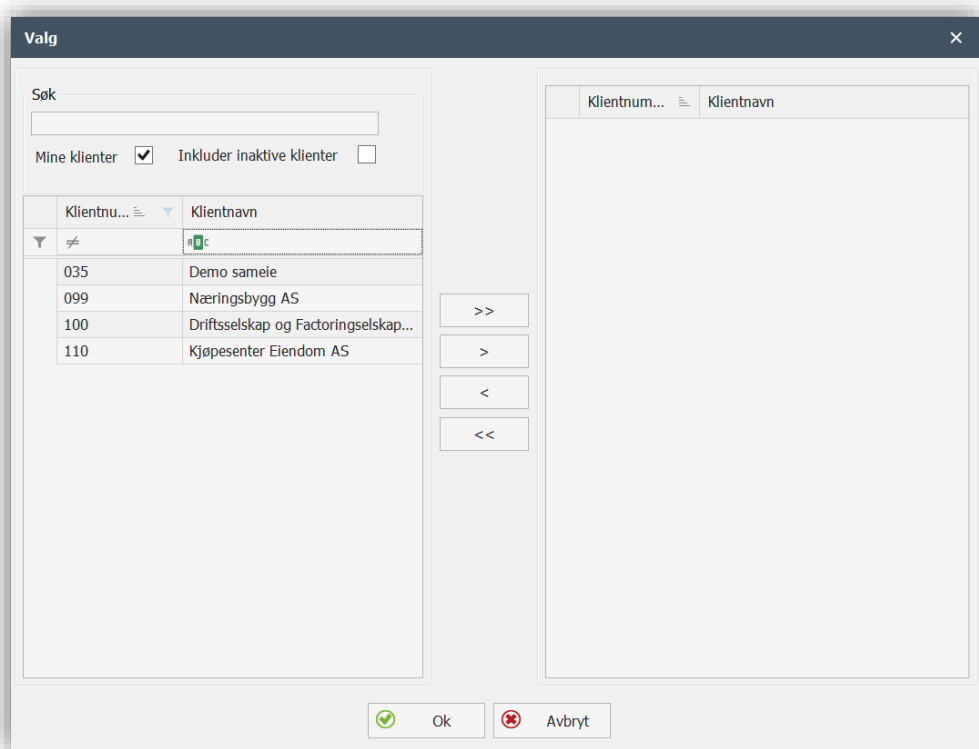 Valg
Søk
Mine klienter
Inkluder inaktive klienter
Klientnu... Klientnavn
≠ ABC
035 Demo sameie
099 Næringsbygg AS
100 Driftsselskap og Factoringselskap...
110 Kjøpesenter Eiendom AS
>>
>
<
<<
Klientnum... Klientnavn
Ok
Avbryt